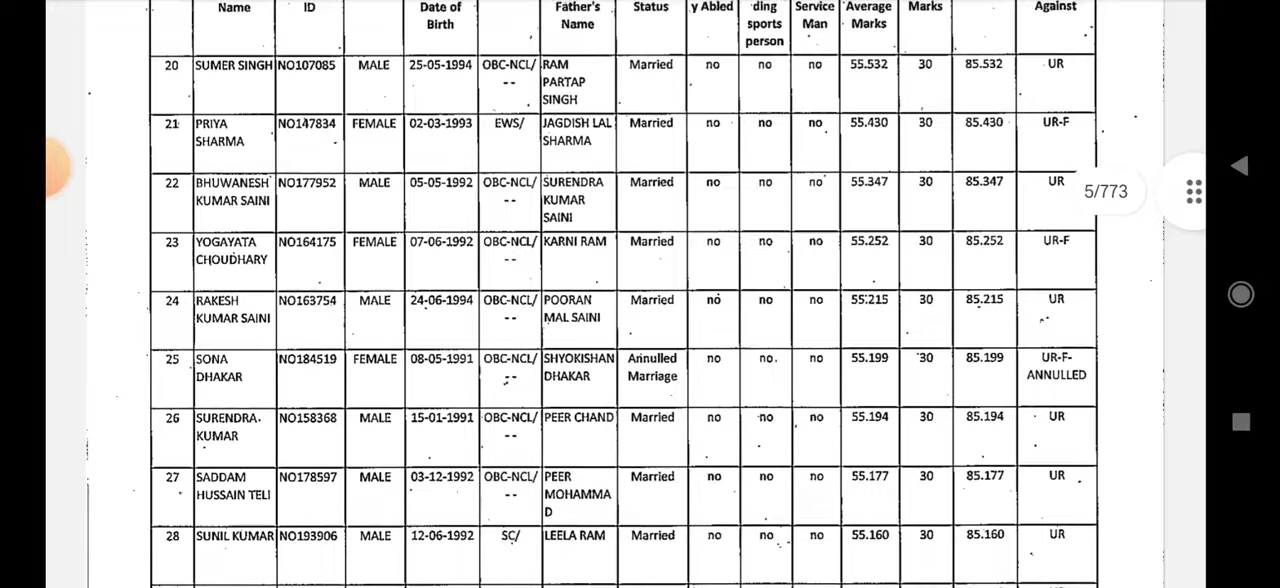 Name ID Date of Birth Father's Name Status y Abled ding sports person Service Man Average Marks Marks Against
20 SUMER SINGH NO107085 MALE 25-05-1994 OBC-NCL/ -- RAM PARTAP SINGH Married no no no 55.532 30 85.532 UR
21 PRIYA SHARMA NO147834 FEMALE 02-03-1993 EWS/ JAGDISH LAL SHARMA Married no no no 55.430 30 85.430 UR-F
22 BHUWANESH KUMAR SAINI NO177952 MALE 05-05-1992 OBC-NCL/ -- SURENDRA KUMAR SAINI Married no no no 55.347 30 85.347 UR
5/773
23 YOGAYATA CHOUDHARY NO164175 FEMALE 07-06-1992 OBC-NCL/ -- KARNI RAM Married no no no 55.252 30 85.252 UR-F
24 RAKESH KUMAR SAINI NO163754 MALE 24-06-1994 OBC-NCL/ -- POORAN MAL SAINI Married no no no 55.215 30 85.215 UR
25 SONA DHAKAR NO184519 FEMALE 08-05-1991 OBC-NCL/ -- SHYOKISHAN DHAKAR Annulled Marriage no no no 55.199 30 85.199 UR-F-ANNULLED
26 SURENDRA KUMAR NO158368 MALE 15-01-1991 OBC-NCL/ -- PEER CHAND Married no no no 55.194 30 85.194 UR
27 SADDAM HUSSAIN TELI NO178597 MALE 03-12-1992 OBC-NCL/ -- PEER MOHAMMA D Married no no no 55.177 30 85.177 UR
28 SUNIL KUMAR NO193906 MALE 12-06-1992 SC/ LEELA RAM Married no no no 55.160 30 85.160 UR